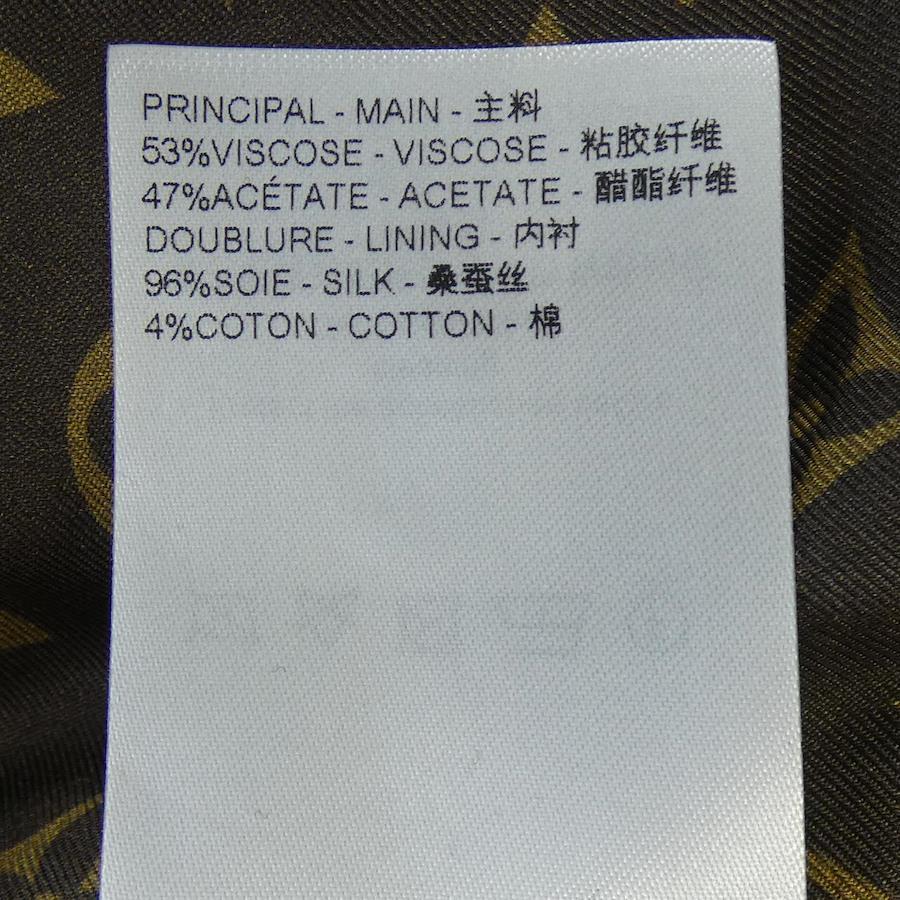 PRINCIPAL - MAIN - 主料
53%VISCOSE - VISCOSE - 粘胶纤维
47%ACÉTATE - ACETATE - 醋酯纤维
DOUBLURE - LINING - 内衬
96%SOIE - SILK - 桑蚕丝
4%COTON - COTTON - 棉